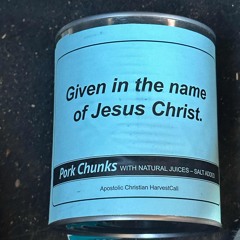 Given in the name
of Jesus Christ.
Pork Chunks WITH NATURAL JUICES – SALT ADDED
Apostolic Christian HarvestCall